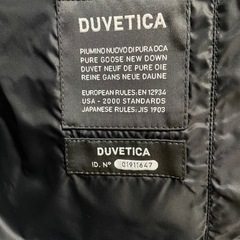 DUVETICA
PIUMINO NUOVO DI PURA OCA
PURE GOOSE NEW DOWN
DUVET NEUF DE PURE OIE
REINE GANS NEUE DAUNE
EUROPEAN RULES: EN 12934
USA - 2000 STANDARDS
JAPANESE RULES: JIS 1903
DUVETICA
ID. N° 01911647